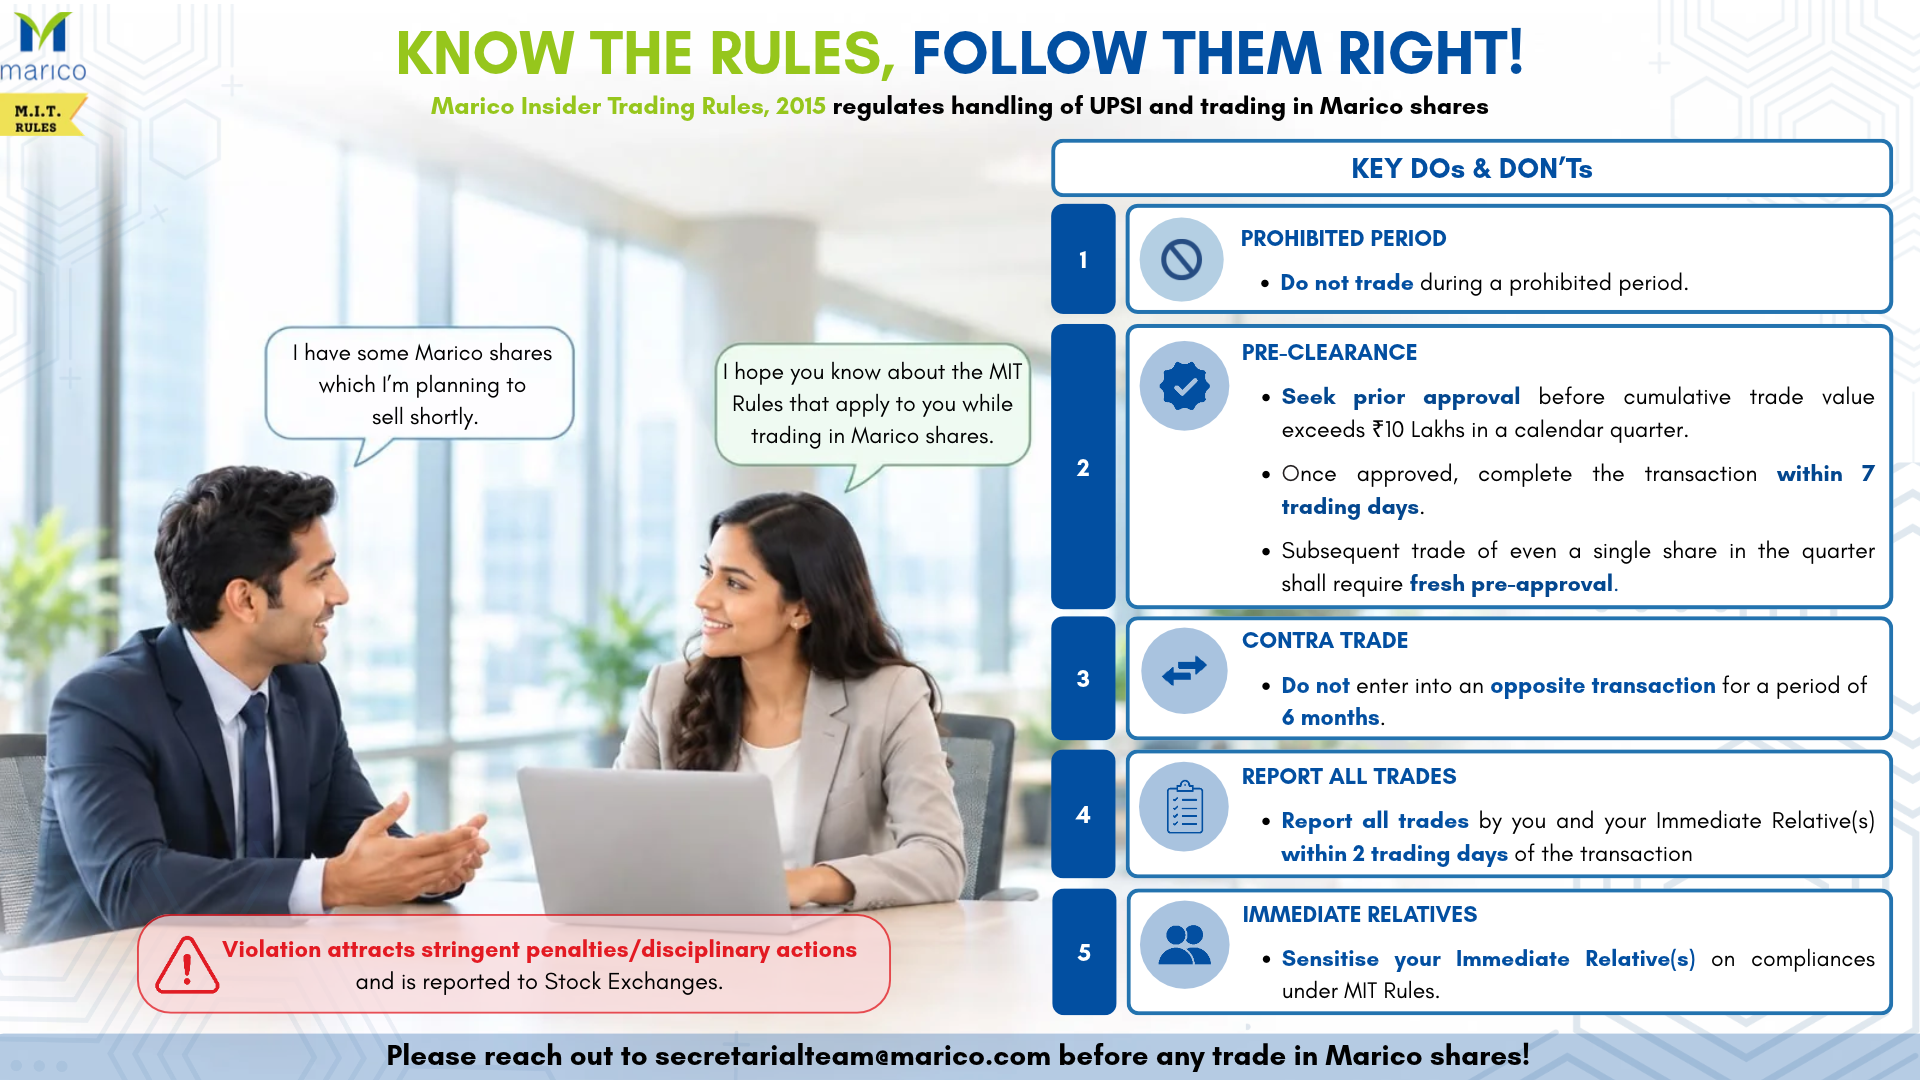 marico
M.I.T.
RULES
KNOW THE RULES, FOLLOW THEM RIGHT!
Marico Insider Trading Rules, 2015 regulates handling of UPSI and trading in Marico shares
I have some Marico shares
which I'm planning to
sell shortly.
I hope you know about the MIT
Rules that apply to you while
trading in Marico shares.
Violation attracts stringent penalties/disciplinary actions
and is reported to Stock Exchanges.
KEY DOs & DON'Ts
1
PROHIBITED PERIOD
• Do not trade during a prohibited period.
2
PRE-CLEARANCE
• Seek prior approval before cumulative trade value
exceeds ₹10 Lakhs in a calendar quarter.
• Once approved, complete the transaction within 7
trading days.
• Subsequent trade of even a single share in the quarter
shall require fresh pre-approval.
3
CONTRA TRADE
• Do not enter into an opposite transaction for a period of
6 months.
4
REPORT ALL TRADES
• Report all trades by you and your Immediate Relative(s)
within 2 trading days of the transaction
5
IMMEDIATE RELATIVES
• Sensitise your Immediate Relative(s) on compliances
under MIT Rules.
Please reach out to secretarialteam@marico.com before any trade in Marico shares!